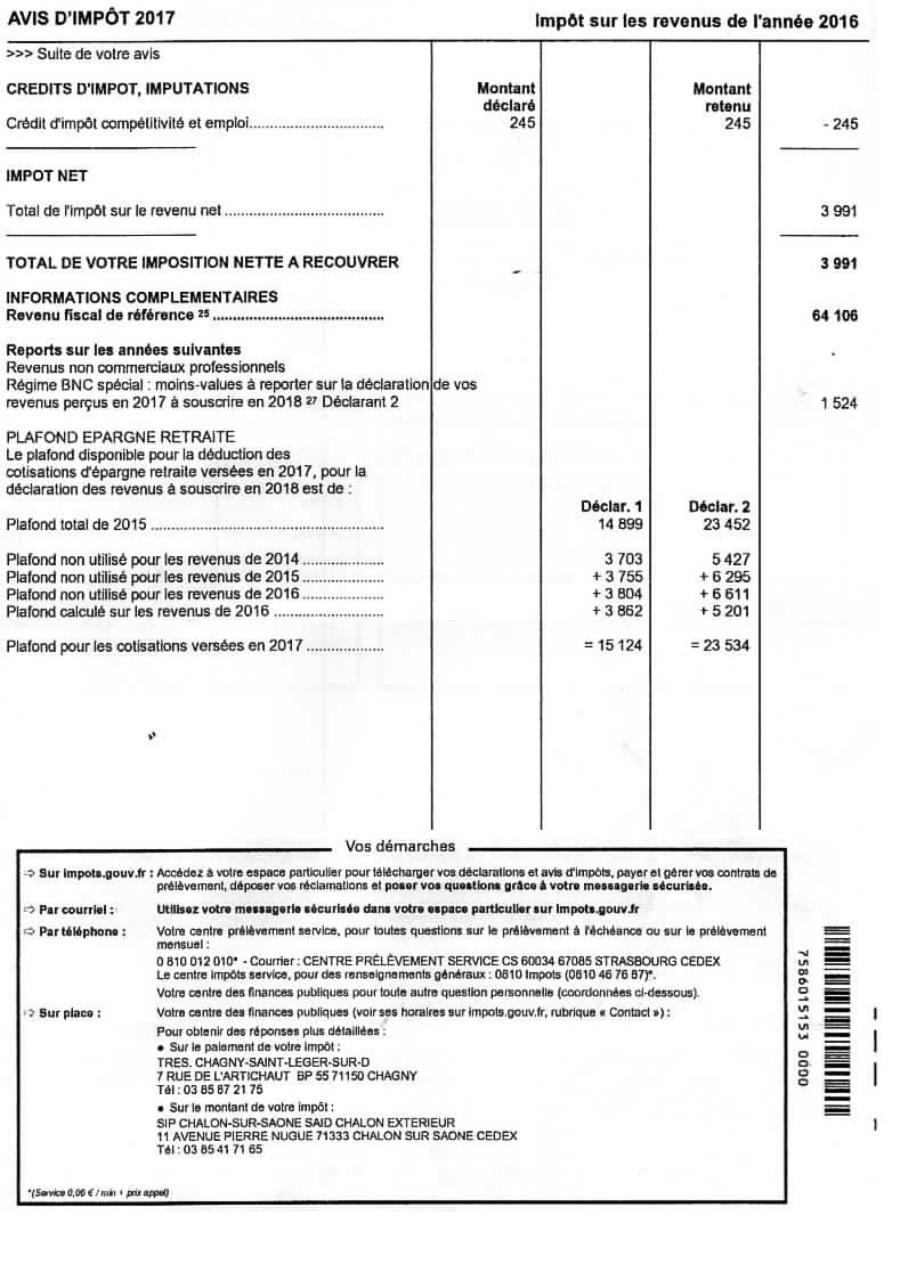 AVIS D'IMPÔT 2017 Impôt sur les revenus de l'année 2016
>>> Suite de votre avis
CREDITS D'IMPOT, IMPUTATIONS Montant déclaré Montant retenu
Crédit d'impôt compétitivité et emploi................................ 245 245 - 245
IMPOT NET
Total de l'impôt sur le revenu net ...................................... 3 991
TOTAL DE VOTRE IMPOSITION NETTE A RECOUVRER 3 991
INFORMATIONS COMPLEMENTAIRES
Revenu fiscal de référence 25 ......................................... 64 106
Reports sur les années suivantes
Revenus non commerciaux professionnels
Régime BNC spécial : moins-values à reporter sur la déclaration de vos
revenus perçus en 2017 à souscrire en 2018 27 Déclarant 2 1 524
PLAFOND EPARGNE RETRAITE
Le plafond disponible pour la déduction des
cotisations d'épargne retraite versées en 2017, pour la
déclaration des revenus à souscrire en 2018 est de :
Déclar. 1 Déclar. 2
Plafond total de 2015 ....................................................... 14 899 23 452
Plafond non utilisé pour les revenus de 2014 ................... 3 703 5 427
Plafond non utilisé pour les revenus de 2015 ................... + 3 755 + 6 295
Plafond non utilisé pour les revenus de 2016 ................... + 3 804 + 6 611
Plafond calculé sur les revenus de 2016 .......................... + 3 862 + 5 201
Plafond pour les cotisations versées en 2017 ................... = 15 124 = 23 534
Vos démarches
⇨ Sur impots.gouv.fr : Accédez à votre espace particulier pour télécharger vos déclarations et avis d'impôts, payer et gérer vos contrats de
prélèvement, déposer vos réclamations et poser vos questions grâce à votre messagerie sécurisée.
⇨ Par courriel : Utilisez votre messagerie sécurisée dans votre espace particulier sur impots.gouv.fr
⇨ Par téléphone : Votre centre prélèvement service, pour toutes questions sur le prélèvement à l'échéance ou sur le prélèvement
mensuel :
0 810 012 010* - Courrier : CENTRE PRÉLÈVEMENT SERVICE CS 60034 67085 STRASBOURG CEDEX
Le centre impôts service, pour des renseignements généraux : 0810 Impots (0810 46 76 87)*.
Votre centre des finances publiques pour toute autre question personnelle (coordonnées ci-dessous).
⇨ Sur place : Votre centre des finances publiques (voir ses horaires sur impots.gouv.fr, rubrique « Contact ») :
Pour obtenir des réponses plus détaillées :
• Sur le paiement de votre impôt :
TRES. CHAGNY-SAINT-LEGER-SUR-D
7 RUE DE L'ARTICHAUT BP 55 71150 CHAGNY
Tél : 03 85 87 21 75
• Sur le montant de votre impôt :
SIP CHALON-SUR-SAONE SAID CHALON EXTERIEUR
11 AVENUE PIERRE NUGUE 71333 CHALON SUR SAONE CEDEX
Tél : 03 85 41 71 65
*(Service 0,06 € / min + prix appel)
7586015153 0000